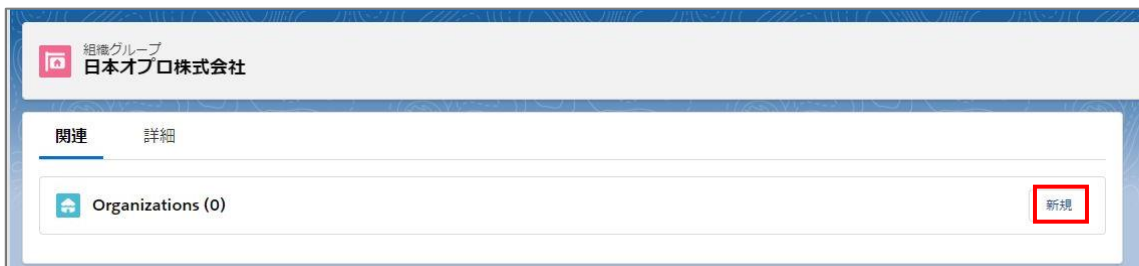 組織グループ
日本オプロ株式会社
関連 詳細
Organizations (0) 新規